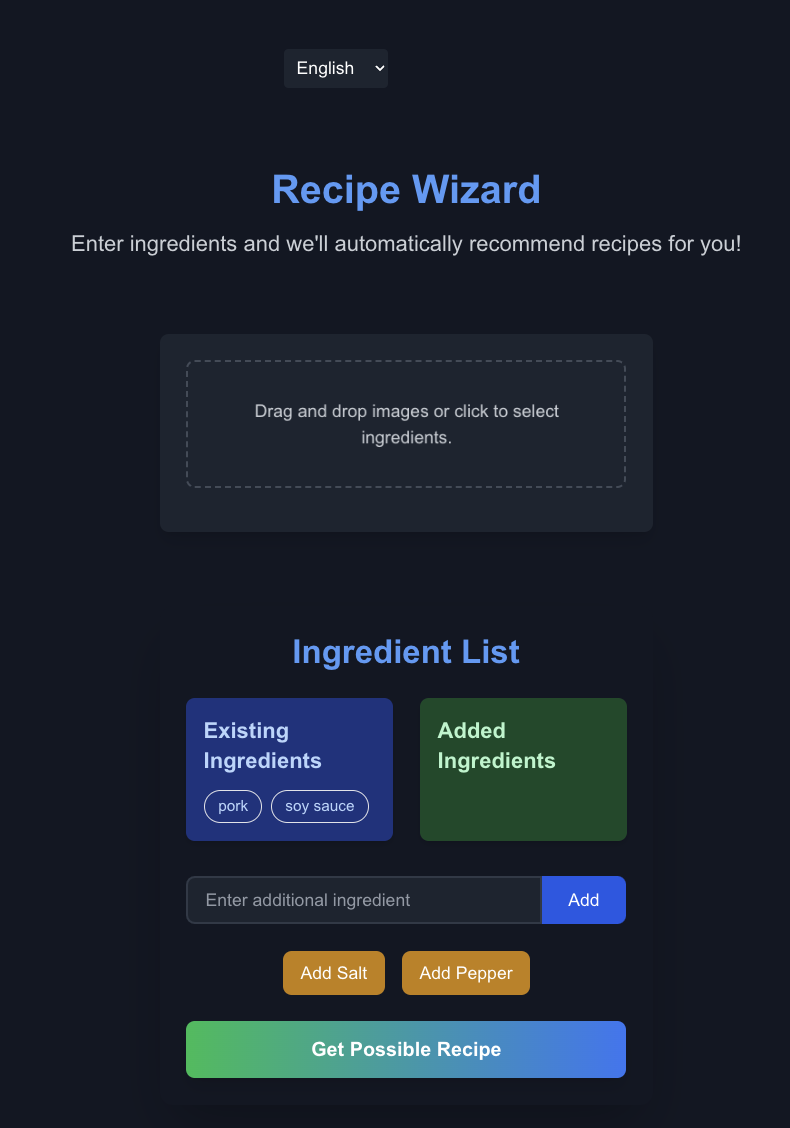 English
Recipe Wizard
Enter ingredients and we'll automatically recommend recipes for you!
Drag and drop images or click to select
ingredients.
Ingredient List
Existing
Ingredients
pork
soy sauce
Added
Ingredients
Enter additional ingredient
Add
Add Salt
Add Pepper
Get Possible Recipe